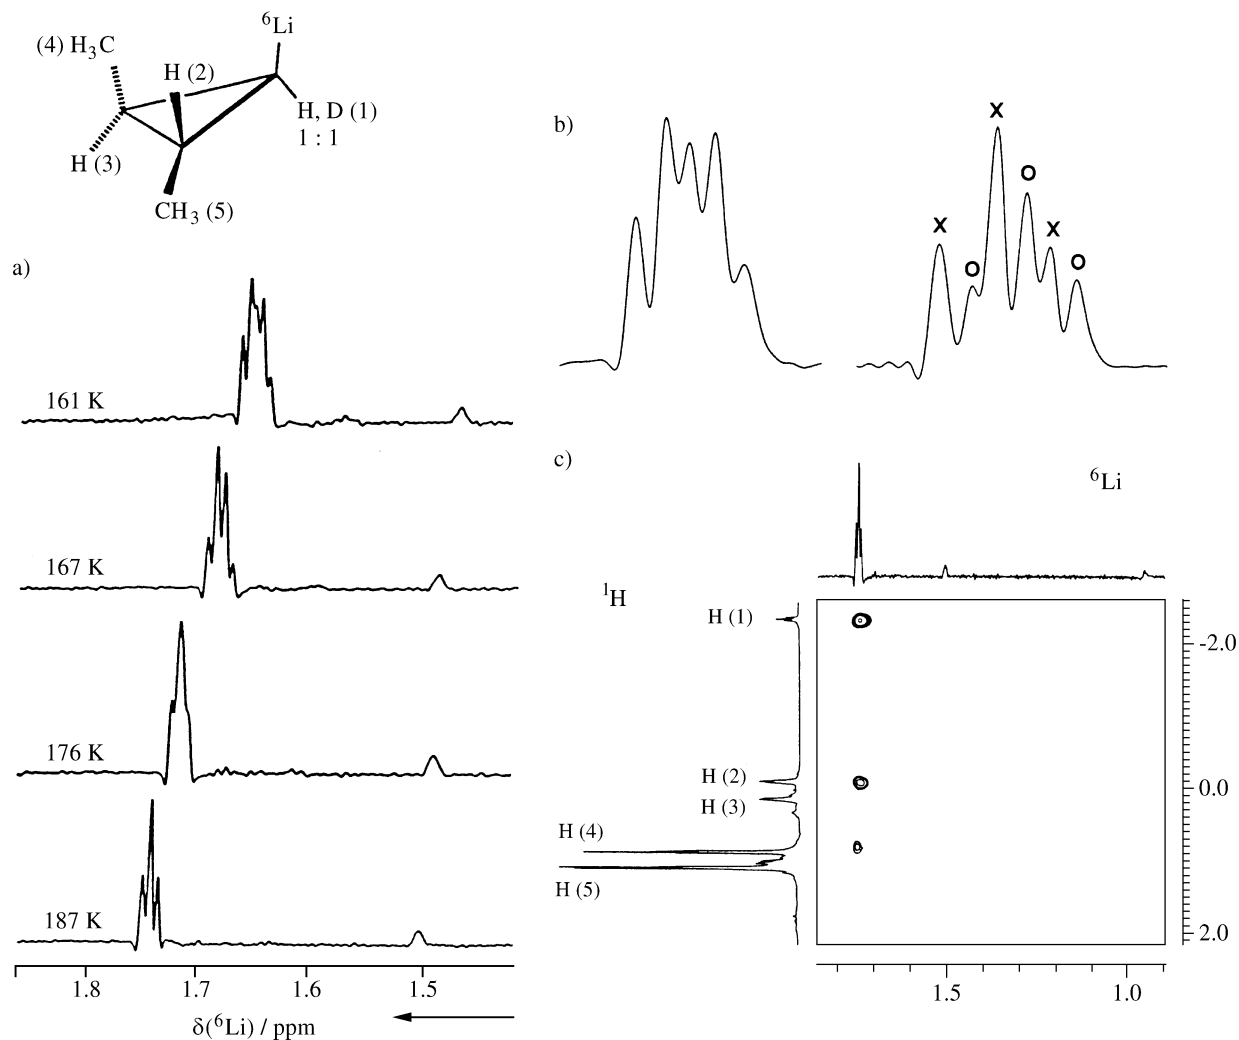 ⁶Li
(4) H₃C
H (2)
H, D (1)
1 : 1
H (3)
CH₃ (5)
a)
161 K
167 K
176 K
187 K
1.8
1.7
1.6
1.5
δ(⁶Li) / ppm
b)
X
O
X
O
X
O
c)
⁶Li
¹H
H (1)
H (2)
H (3)
H (4)
H (5)
-2.0
0.0
2.0
1.5
1.0